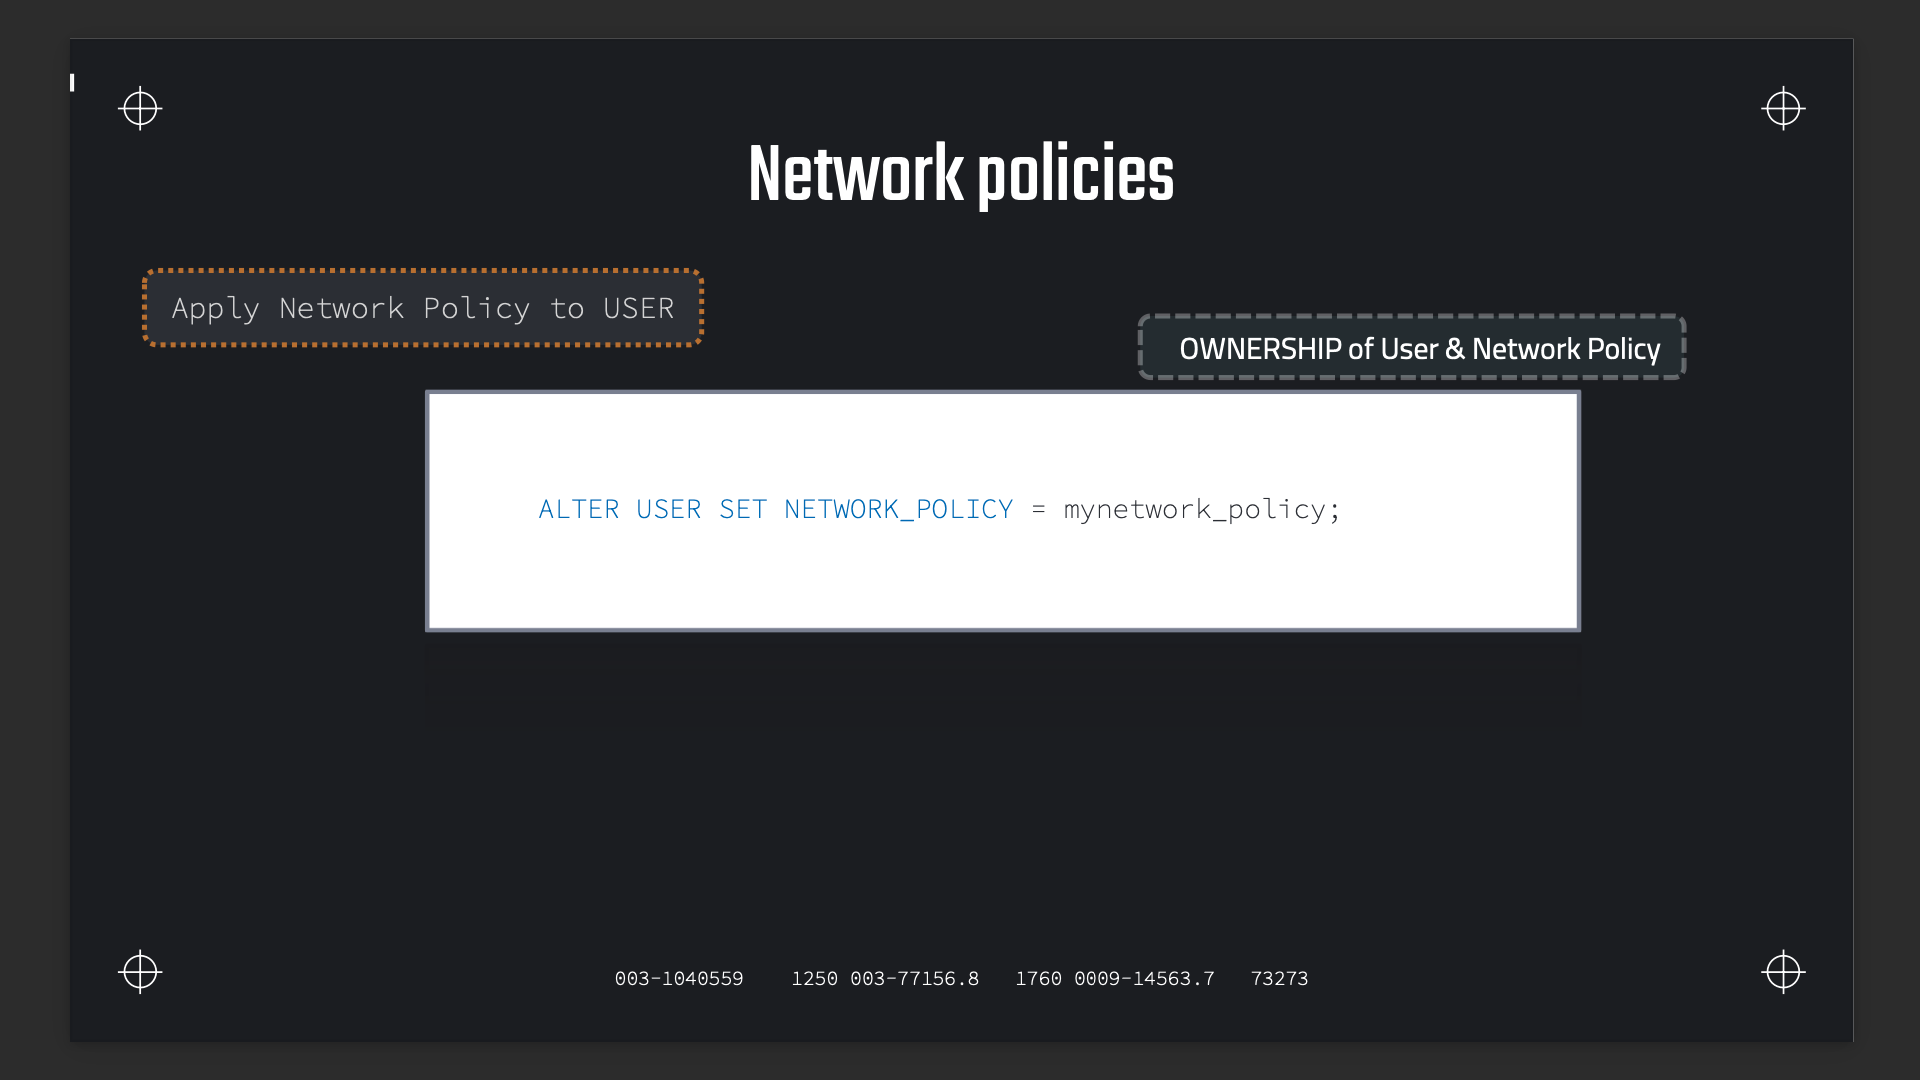 Network policies
Apply Network Policy to USER
OWNERSHIP of User & Network Policy
ALTER USER SET NETWORK_POLICY = mynetwork_policy;
003-1040559 1250 003-77156.8 1760 0009-14563.7 73273